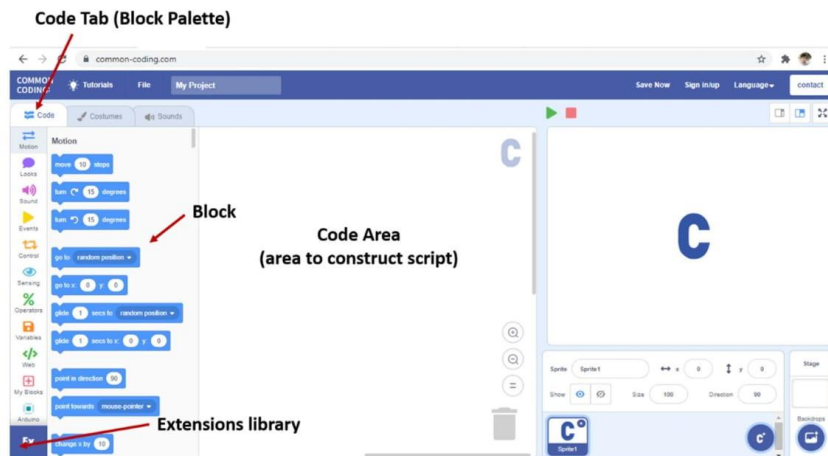 Code Tab (Block Palette)
common-coding.com
COMMON CODING! Tutorials File My Project Save Now Sign in/up Language contact
Code Costumes Sounds
Motion
Looks
Sound
Events
Control
Sensing
Operators
Variables
Web
My Blocks
Arduino
Ex
Motion
move 10 steps
turn 15 degrees
turn 15 degrees
go to random position
go to x: 0 y: 0
glide 1 secs to random position
glide 1 secs to x: 0 y: 0
point in direction 90
point towards mouse-pointer
change x by 10
Block
Code Area
(area to construct script)
Extensions library
C
C
Sprite Sprite1 x 0 y 0
Show Size 100 Direction 90
C
Sprite1
C
Stage
Backdrops